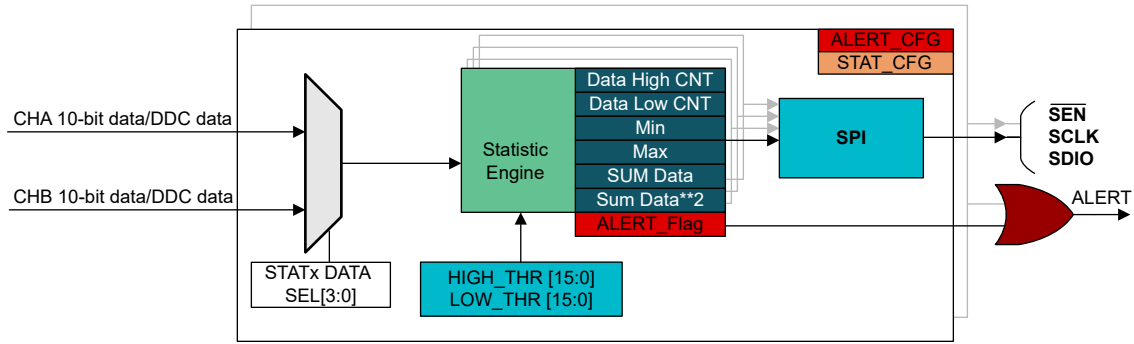 ALERT_CFG
STAT_CFG
CHA 10-bit data/DDC data
CHB 10-bit data/DDC data
STATx DATA
SEL[3:0]
Statistic
Engine
HIGH_THR [15:0]
LOW_THR [15:0]
Data High CNT
Data Low CNT
Min
Max
SUM Data
Sum Data**2
ALERT_Flag
SPI
SEN
SCLK
SDIO
ALERT